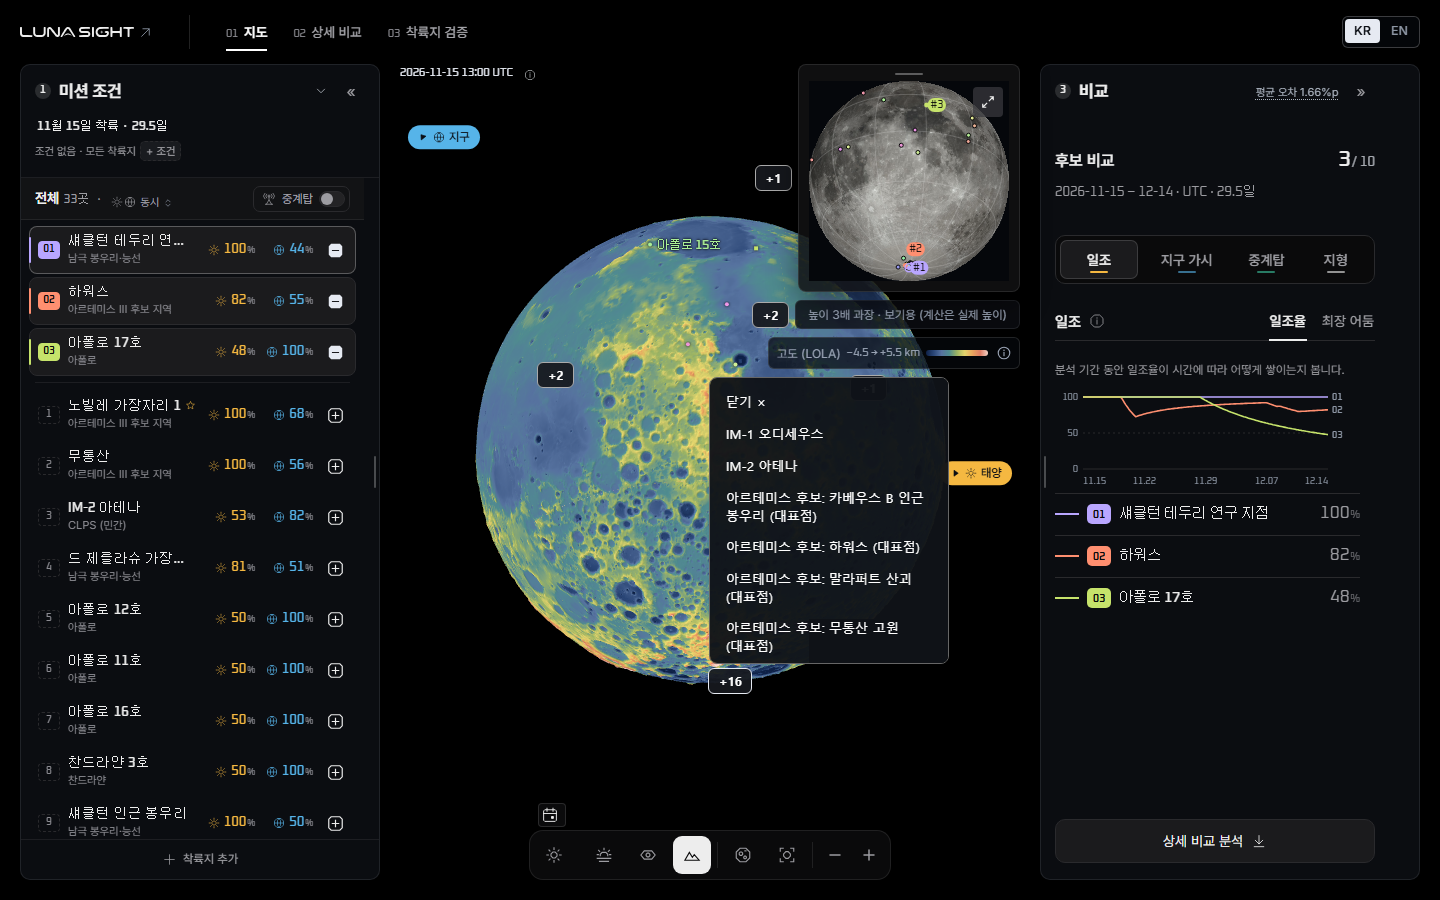 LUNA SIGHT
01 지도
02 상세 비교
03 착륙지 검증
KR EN
1 미션 조건
11월 15일 착륙 · 29.5일
조건 없음 · 모든 착륙지 + 조건
전체 33곳 · 동시
중계탑
01 섀클턴 테두리 연... 100% 44%
남극 봉우리·능선
02 하워스 82% 55%
아르테미스 III 후보 지역
03 아폴로 17호 48% 100%
아폴로
1 노빌레 가장자리 1 100% 68%
아르테미스 III 후보 지역
2 무통산 100% 56%
아르테미스 III 후보 지역
3 IM-2 아테나 53% 82%
CLPS (민간)
4 드 제를라슈 가장... 81% 51%
남극 봉우리·능선
5 아폴로 12호 50% 100%
아폴로
6 아폴로 11호 50% 100%
아폴로
7 아폴로 16호 50% 100%
아폴로
8 찬드라얀 3호 50% 100%
찬드라얀
9 섀클턴 인근 봉우리 100% 50%
남극 봉우리·능선
+ 착륙지 추가
2026-11-15 13:00 UTC
지구
+1
아폴로 15호
+2
+2
#3
#2
#1
높이 3배 과장 · 보기용 (계산은 실제 높이)
고도 (LOLA) −4.5 → +5.5 km
+1
닫기 ×
IM-1 오디세우스
IM-2 아테나
아르테미스 후보: 카베우스 B 인근
봉우리 (대표점)
아르테미스 후보: 하워스 (대표점)
아르테미스 후보: 말라퍼트 산괴
(대표점)
아르테미스 후보: 무통산 고원
(대표점)
태양
+16
3 비교
평균 오차 1.66%p
후보 비교 3 / 10
2026-11-15 – 12-14 · UTC · 29.5일
일조 지구 가시 중계탑 지형
일조
일조율 최장 어둠
분석 기간 동안 일조율이 시간에 따라 어떻게 쌓이는지 봅니다.
100
50
0
01
02
03
11.15 11.22 11.29 12.07 12.14
01 섀클턴 테두리 연구 지점 100%
02 하워스 82%
03 아폴로 17호 48%
상세 비교 분석